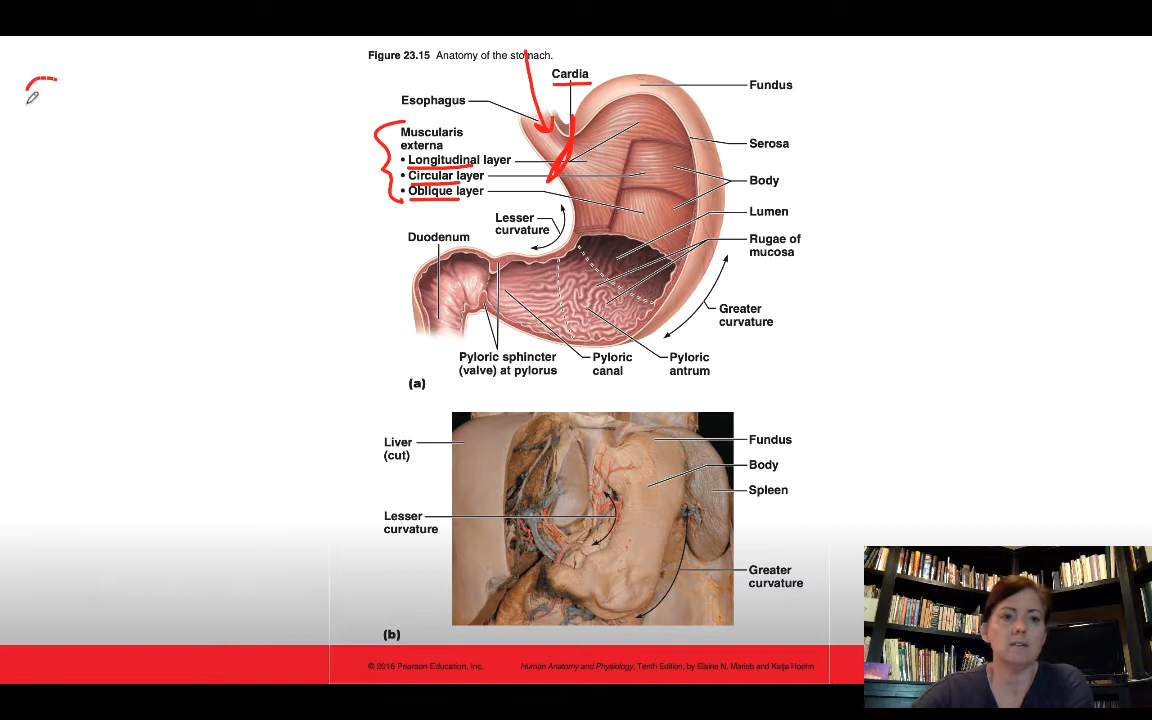 Figure 23.15 Anatomy of the stomach.
Cardia
Fundus
Esophagus
Muscularis
externa
• Longitudinal layer
• Circular layer
• Oblique layer
Serosa
Body
Lumen
Lesser
curvature
Duodenum
Rugae of
mucosa
Greater
curvature
Pyloric sphincter
(valve) at pylorus
Pyloric
canal
Pyloric
antrum
(a)
Liver
(cut)
Fundus
Body
Spleen
Lesser
curvature
Greater
curvature
(b)
© 2016 Pearson Education, Inc.
Human Anatomy and Physiology, Tenth Edition, by Elaine N. Marieb and Katja Hoehn